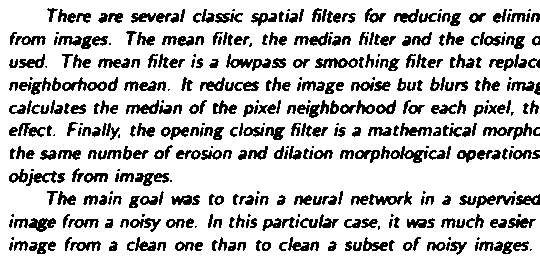 There are several classic spatial filters for reducing or elimin
from images. The mean filter, the median filter and the closing o
used. The mean filter is a lowpass or smoothing filter that replace
neighborhood mean. It reduces the image noise but blurs the imag
calculates the median of the pixel neighborhood for each pixel, th
effect. Finally, the opening closing filter is a mathematical morpho
the same number of erosion and dilation morphological operations
objects from images.
The main goal was to train a neural network in a supervised
image from a noisy one. In this particular case, it was much easier
image from a clean one than to clean a subset of noisy images.